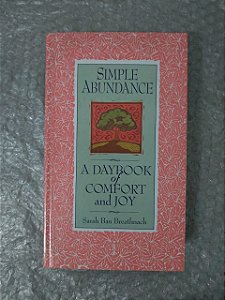 SIMPLE
ABUNDANCE
A DAYBOOK
of
COMFORT
and JOY
Sarah Ban Breathnach